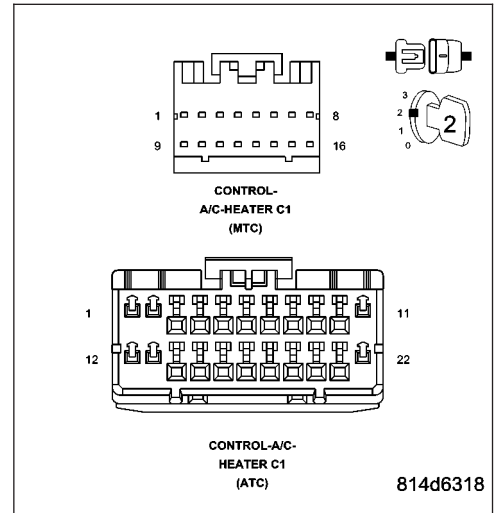 3
2
1
0
2
1 8
9 16
CONTROL-
A/C-HEATER C1
(MTC)
1 11
12 22
CONTROL-A/C-
HEATER C1
(ATC)
814d6318